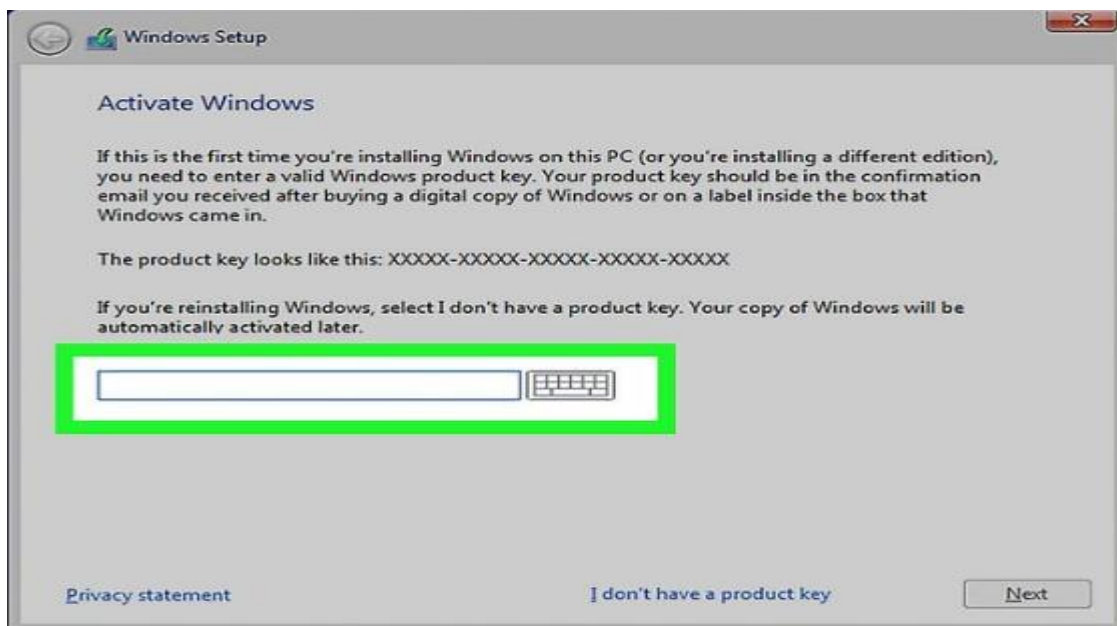 Windows Setup
Activate Windows
If this is the first time you're installing Windows on this PC (or you're installing a different edition),
you need to enter a valid Windows product key. Your product key should be in the confirmation
email you received after buying a digital copy of Windows or on a label inside the box that
Windows came in.
The product key looks like this: XXXXX-XXXXX-XXXXX-XXXXX-XXXXX
If you're reinstalling Windows, select I don't have a product key. Your copy of Windows will be
automatically activated later.
Privacy statement
I don't have a product key
Next